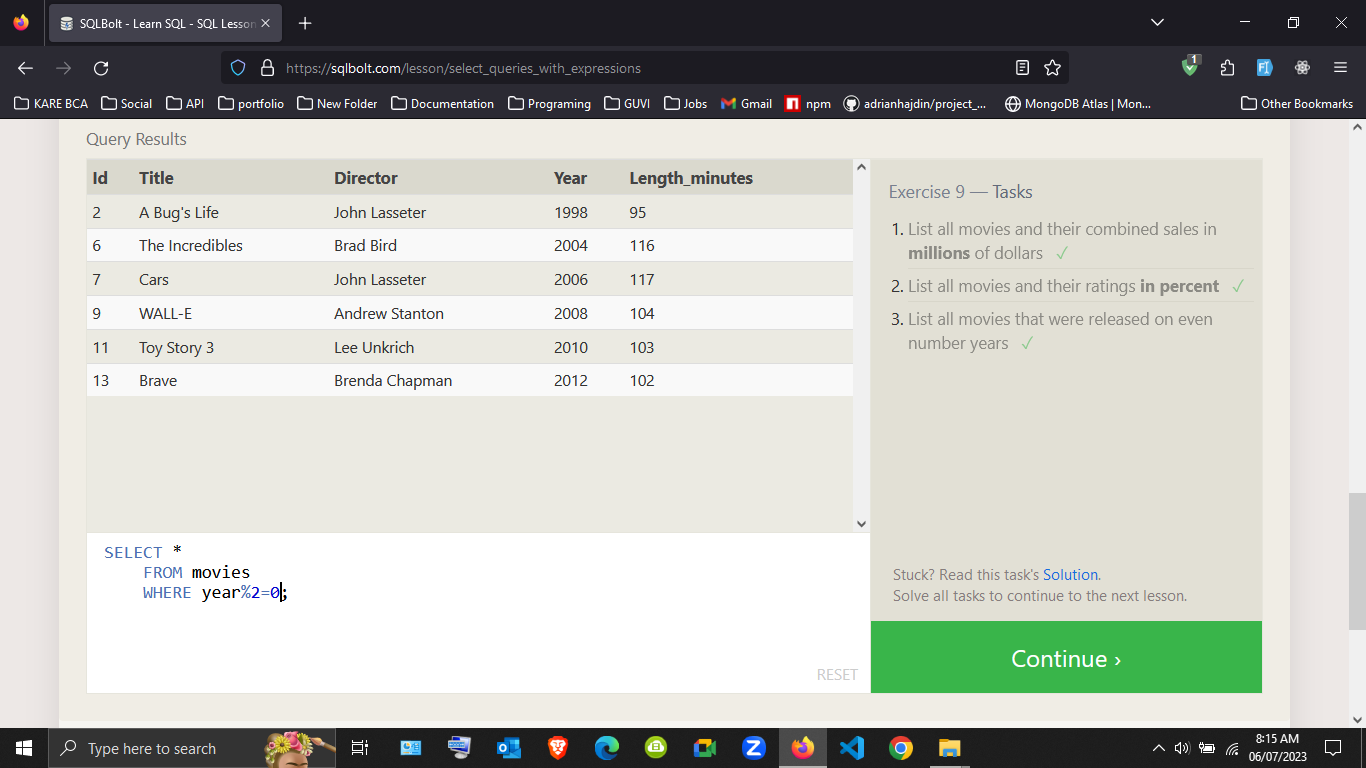 SQLBolt - Learn SQL - SQL Lesson
https://sqlbolt.com/lesson/select_queries_with_expressions
1
KARE BCA
Social
API
portfolio
New Folder
Documentation
Programing
GUVI
Jobs
Gmail
npm
adrianhajdin/project_...
MongoDB Atlas | Mon...
Other Bookmarks
Query Results
Id Title Director Year Length_minutes
2 A Bug's Life John Lasseter 1998 95
6 The Incredibles Brad Bird 2004 116
7 Cars John Lasseter 2006 117
9 WALL-E Andrew Stanton 2008 104
11 Toy Story 3 Lee Unkrich 2010 103
13 Brave Brenda Chapman 2012 102
SELECT *
FROM movies
WHERE year%2=0;
RESET
Exercise 9 — Tasks
1. List all movies and their combined sales in
millions of dollars ✓
2. List all movies and their ratings in percent ✓
3. List all movies that were released on even
number years ✓
Stuck? Read this task's Solution.
Solve all tasks to continue to the next lesson.
Continue ›
Type here to search
8:15 AM
06/07/2023